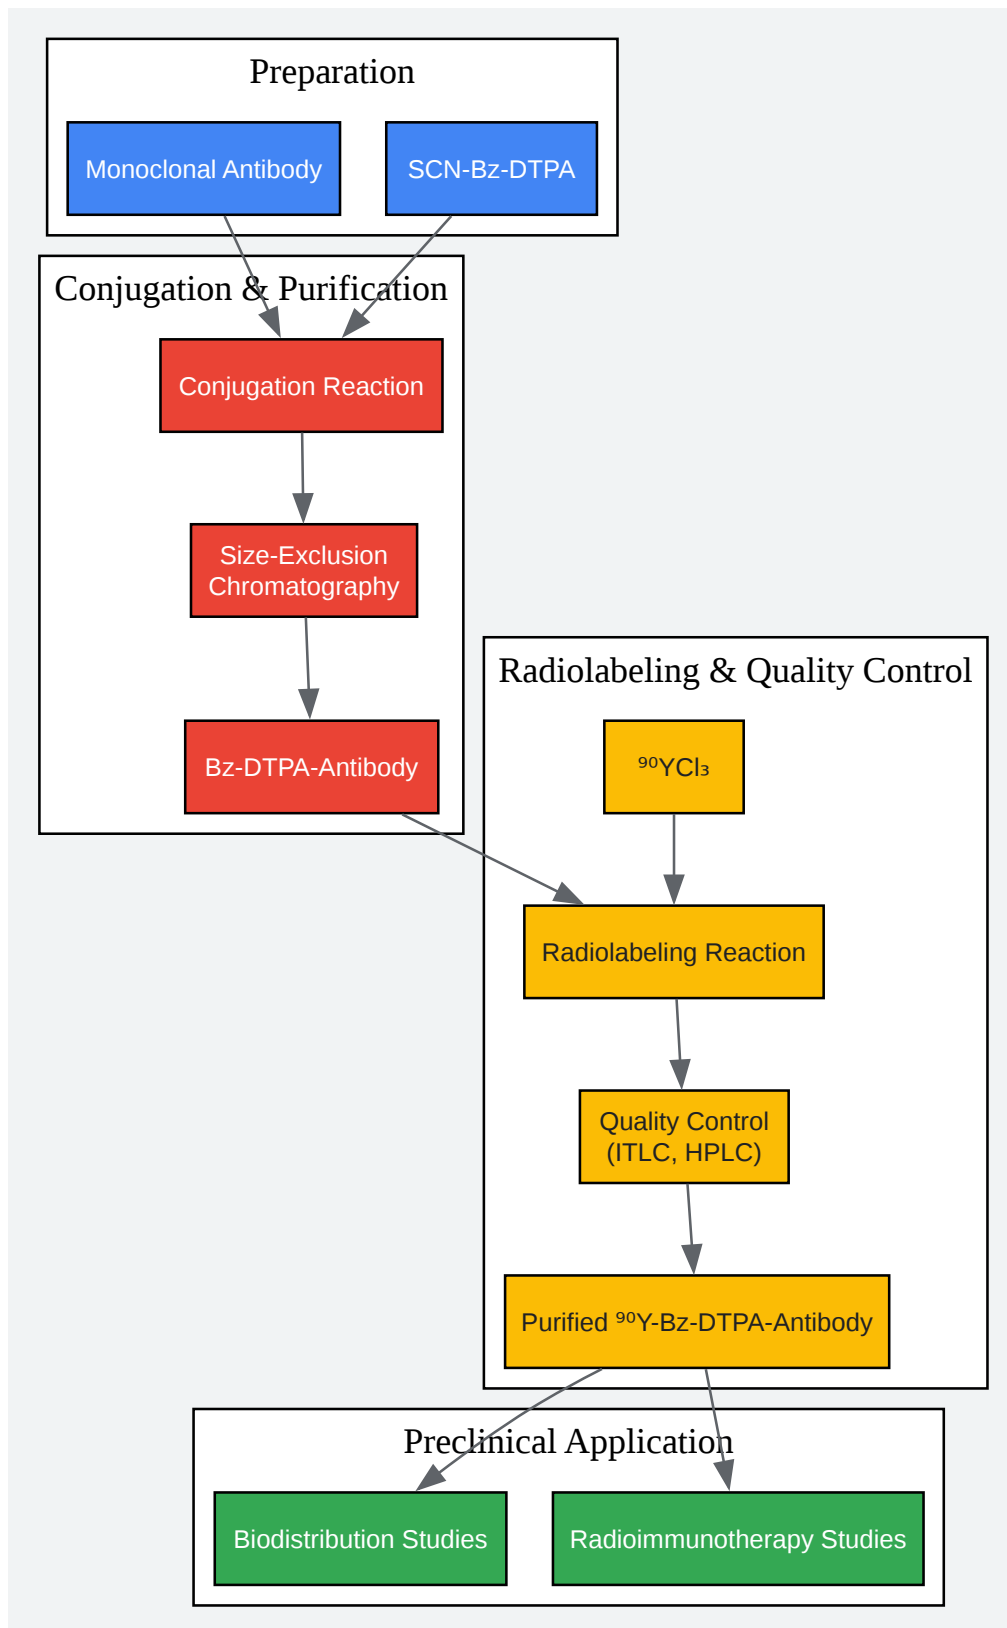 Preparation
Monoclonal Antibody
SCN-Bz-DTPA
Conjugation & Purification
Conjugation Reaction
Size-Exclusion
Chromatography
Bz-DTPA-Antibody
Radiolabeling & Quality Control
⁹⁰YCl₃
Radiolabeling Reaction
Quality Control
(ITLC, HPLC)
Purified ⁹⁰Y-Bz-DTPA-Antibody
Preclinical Application
Biodistribution Studies
Radioimmunotherapy Studies